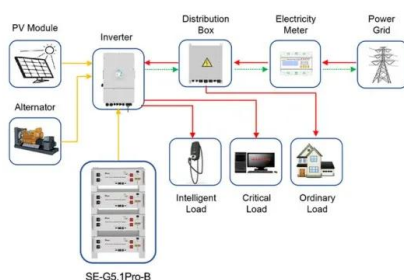 PV Module
Inverter
Distribution
Box
Electricity
Meter
Power
Grid
Alternator
Intelligent
Load
Critical
Load
Ordinary
Load
SE-G5.1Pro-B